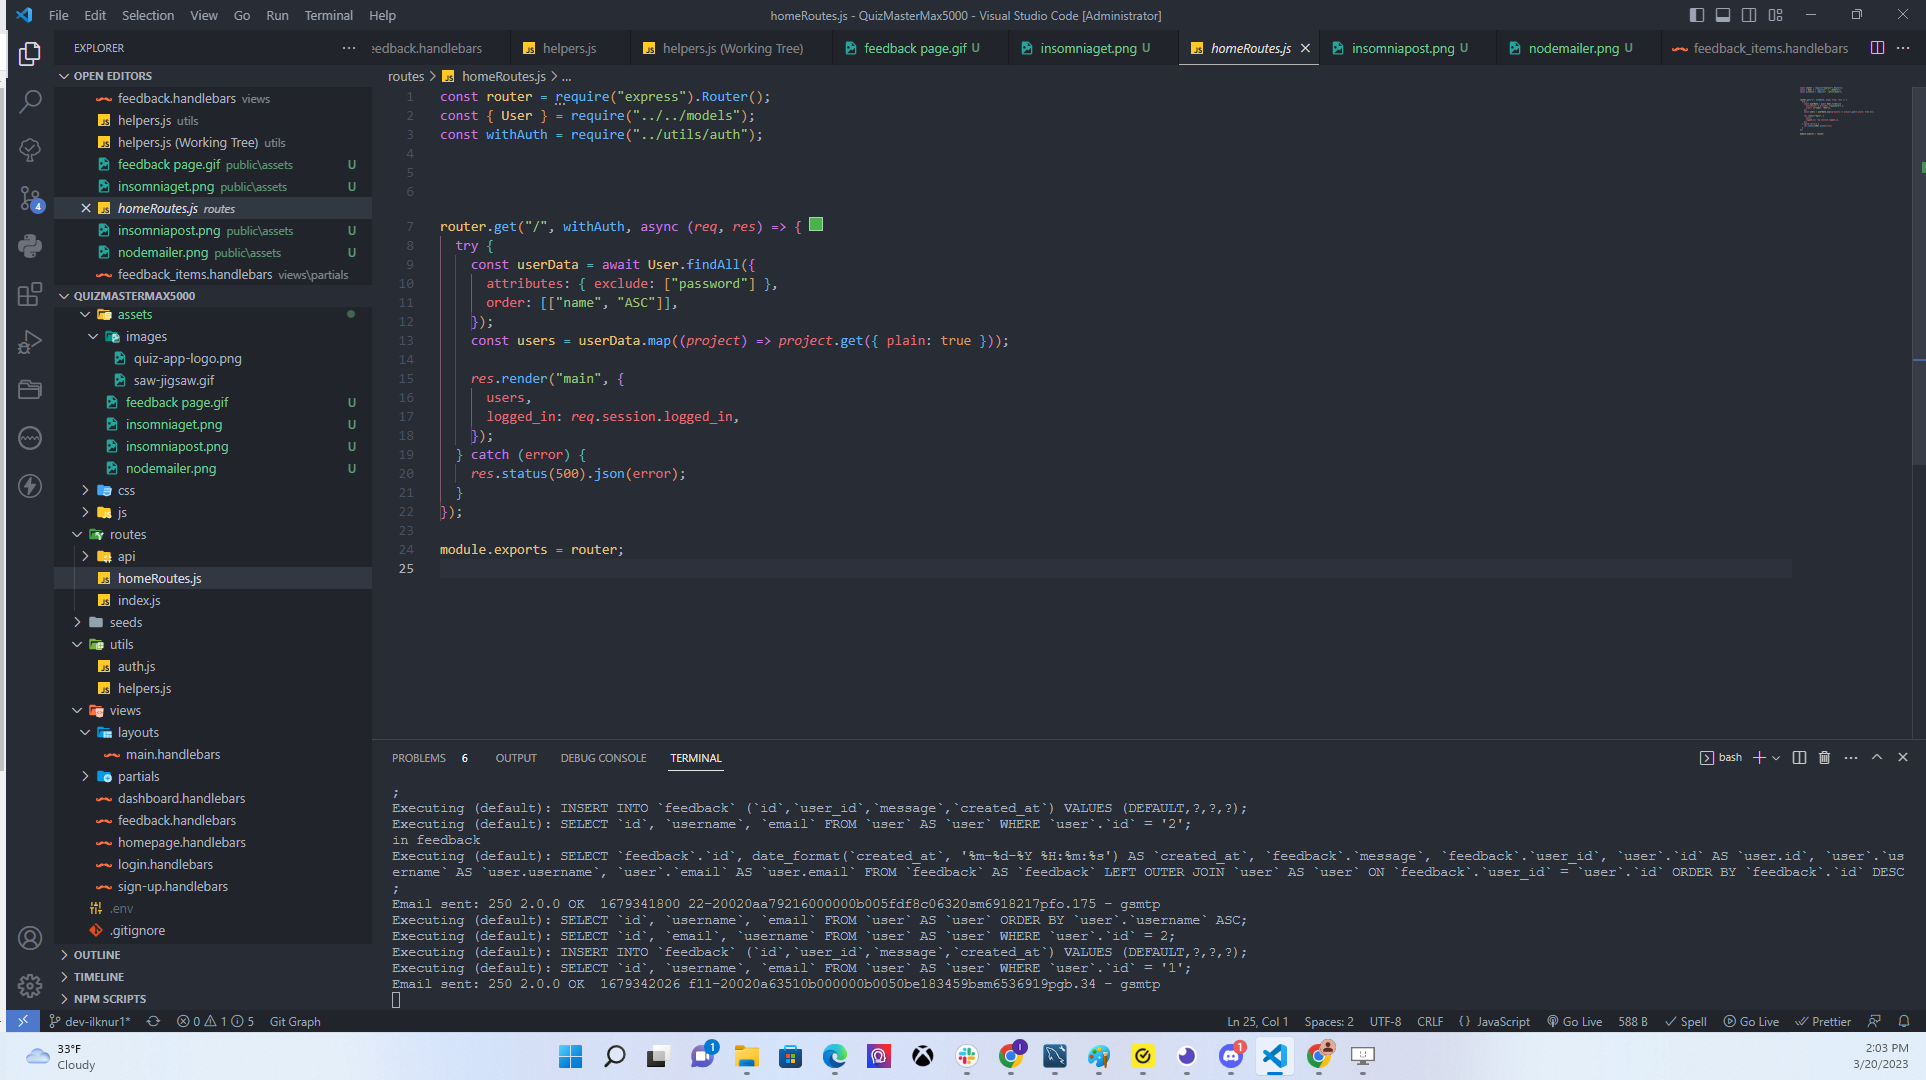 File Edit Selection View Go Run Terminal Help
homeRoutes.js - QuizMasterMax5000 - Visual Studio Code [Administrator]
EXPLORER
edback.handlebars helpers.js helpers.js (Working Tree) feedback page.gif U insomniaget.png U homeRoutes.js insomniapost.png U nodemailer.png U feedback_items.handlebars
OPEN EDITORS
feedback.handlebars views
helpers.js utils
helpers.js (Working Tree) utils
feedback page.gif public\assets U
insomniaget.png public\assets U
homeRoutes.js routes
insomniapost.png public\assets U
nodemailer.png public\assets U
feedback_items.handlebars views\partials
QUIZMASTERMAX5000
assets
images
quiz-app-logo.png
saw-jigsaw.gif
feedback page.gif U
insomniaget.png U
insomniapost.png U
nodemailer.png U
css
js
routes
api
homeRoutes.js
index.js
seeds
utils
auth.js
helpers.js
views
layouts
main.handlebars
partials
dashboard.handlebars
feedback.handlebars
homepage.handlebars
login.handlebars
sign-up.handlebars
.env
.gitignore
OUTLINE
TIMELINE
NPM SCRIPTS
4
routes > homeRoutes.js > ...
1 const router = require("express").Router();
2 const { User } = require("../../models");
3 const withAuth = require("../utils/auth");
4
5
6
7 router.get("/", withAuth, async (req, res) => {
8 try {
9 const userData = await User.findAll({
10 attributes: { exclude: ["password"] },
11 order: [["name", "ASC"]],
12 });
13 const users = userData.map((project) => project.get({ plain: true }));
14
15 res.render("main", {
16 users,
17 logged_in: req.session.logged_in,
18 });
19 } catch (error) {
20 res.status(500).json(error);
21 }
22 });
23
24 module.exports = router;
25
PROBLEMS 6 OUTPUT DEBUG CONSOLE TERMINAL
bash
;
Executing (default): INSERT INTO `feedback` (`id`,`user_id`,`message`,`created_at`) VALUES (DEFAULT,?,?,?);
Executing (default): SELECT `id`, `username`, `email` FROM `user` AS `user` WHERE `user`.`id` = '2';
in feedback
Executing (default): SELECT `feedback`.`id`, date_format(`created_at`, '%m-%d-%Y %H:%m:%s') AS `created_at`, `feedback`.`message`, `feedback`.`user_id`, `user`.`id` AS `user.id`, `user`.`us
ername` AS `user.username`, `user`.`email` AS `user.email` FROM `feedback` AS `feedback` LEFT OUTER JOIN `user` AS `user` ON `feedback`.`user_id` = `user`.`id` ORDER BY `feedback`.`id` DESC
;
Email sent: 250 2.0.0 OK 1679341800 22-20020aa79216000000b005fdf8c06320sm6918217pfo.175 - gsmtp
Executing (default): SELECT `id`, `username`, `email` FROM `user` AS `user` ORDER BY `user`.`username` ASC;
Executing (default): SELECT `id`, `email`, `username` FROM `user` AS `user` WHERE `user`.`id` = 2;
Executing (default): INSERT INTO `feedback` (`id`,`user_id`,`message`,`created_at`) VALUES (DEFAULT,?,?,?);
Executing (default): SELECT `id`, `username`, `email` FROM `user` AS `user` WHERE `user`.`id` = '1';
Email sent: 250 2.0.0 OK 1679342026 f11-20020a63510b000000b0050be183459bsm6536919pgb.34 - gsmtp
dev-ilknur1* 0 1 5 Git Graph
Ln 25, Col 1 Spaces: 2 UTF-8 CRLF {} JavaScript Go Live 588 B Spell Go Live Prettier
33°F
Cloudy
1 1 1
2:03 PM
3/20/2023